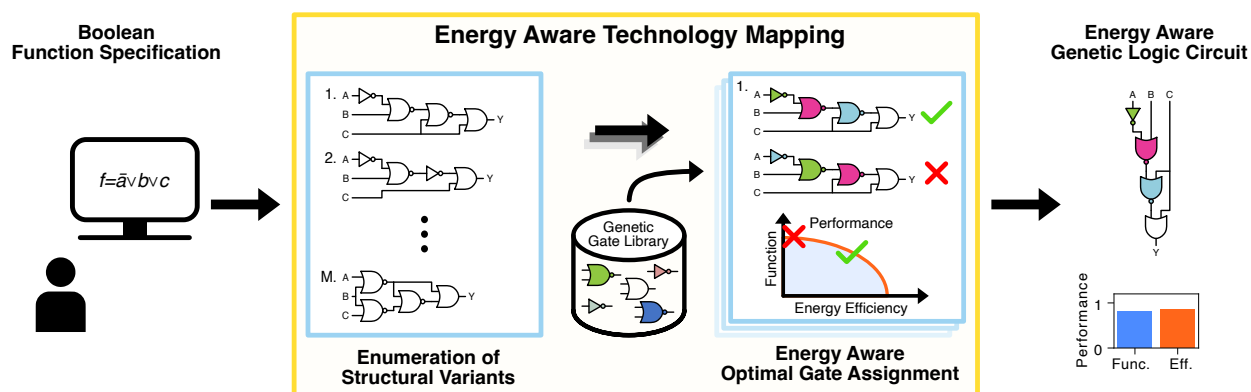 Boolean
Function Specification
f=āvbvc
Energy Aware Technology Mapping
1.
A
B
C
Y
2.
A
B
C
Y
M.
A
B
C
Y
Enumeration of
Structural Variants
Genetic
Gate Library
1.
A
B
C
Y
A
B
C
Y
Performance
Function
Energy Efficiency
Energy Aware
Optimal Gate Assignment
Energy Aware
Genetic Logic Circuit
A B C
Y
Performance
1
0
Func. Eff.